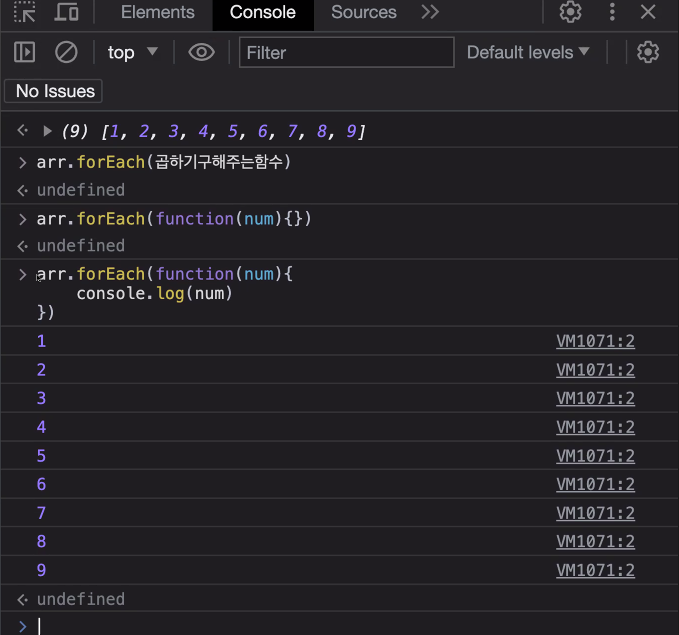 Elements Console Sources
top Filter Default levels
No Issues
(9) [1, 2, 3, 4, 5, 6, 7, 8, 9]
arr.forEach(곱하기구해주는함수)
undefined
arr.forEach(function(num){})
undefined
arr.forEach(function(num){
console.log(num)
})
1 VM1071:2
2 VM1071:2
3 VM1071:2
4 VM1071:2
5 VM1071:2
6 VM1071:2
7 VM1071:2
8 VM1071:2
9 VM1071:2
undefined